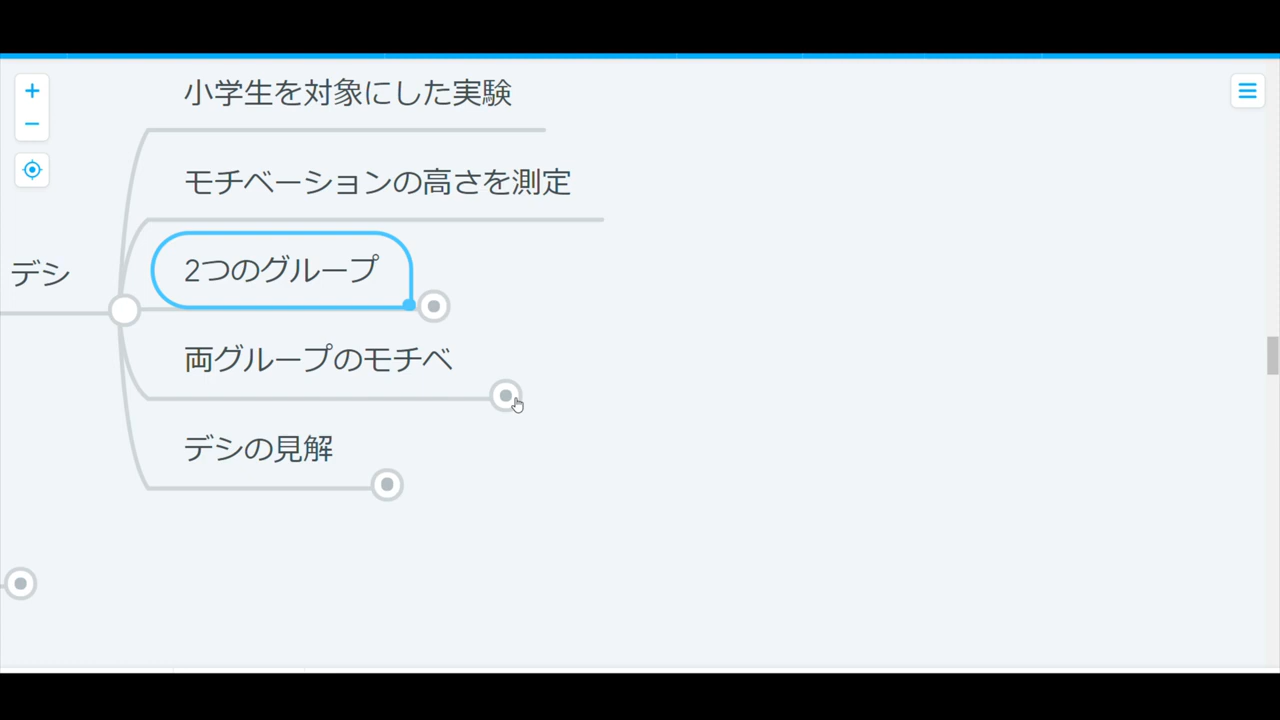 小学生を対象にした実験
モチベーションの高さを測定
デシ
2つのグループ
両グループのモチベ
デシの見解